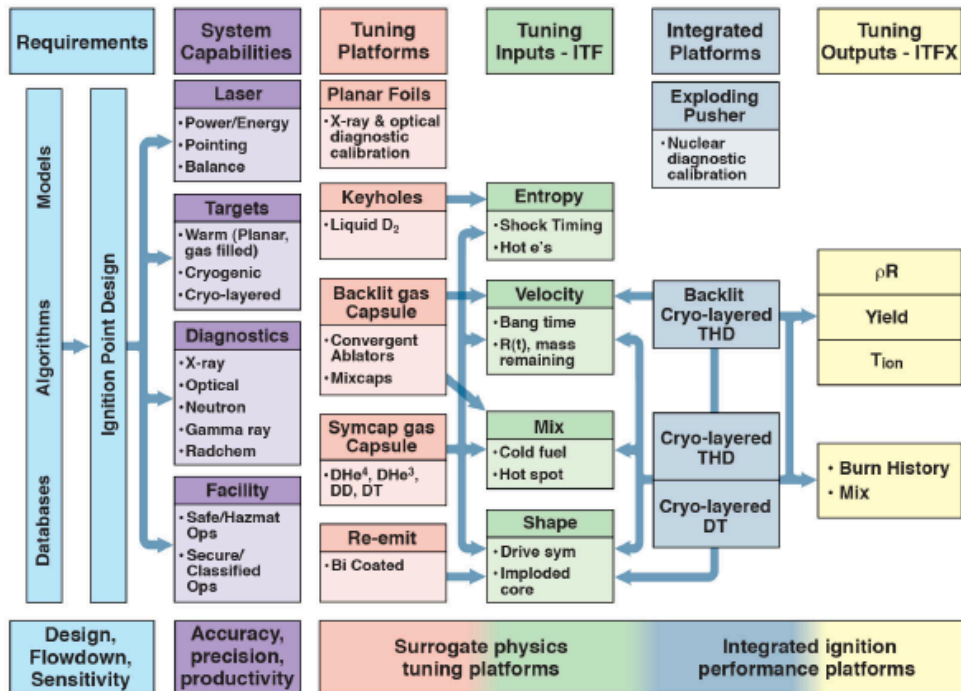 Requirements
System
Capabilities
Tuning
Platforms
Tuning
Inputs - ITF
Integrated
Platforms
Tuning
Outputs - ITFX
Models
Algorithms
Databases
Ignition Point Design
Laser
•Power/Energy
•Pointing
•Balance
Targets
•Warm (Planar,
gas filled)
•Cryogenic
•Cryo-layered
Diagnostics
•X-ray
•Optical
•Neutron
•Gamma ray
•Radchem
Facility
•Safe/Hazmat
Ops
•Secure/
Classified
Ops
Planar Foils
•X-ray & optical
diagnostic
calibration
Keyholes
•Liquid D₂
Backlit gas
Capsule
•Convergent
Ablators
•Mixcaps
Symcap gas
Capsule
•DHe⁴, DHe³,
DD, DT
Re-emit
•Bi Coated
Entropy
•Shock Timing
•Hot e's
Velocity
•Bang time
•R(t), mass
remaining
Mix
•Cold fuel
•Hot spot
Shape
•Drive sym
•Imploded
core
Exploding
Pusher
•Nuclear
diagnostic
calibration
Backlit
Cryo-layered
THD
Cryo-layered
THD
Cryo-layered
DT
ρR
Yield
Tion
• Burn History
• Mix
Design,
Flowdown,
Sensitivity
Accuracy,
precision,
productivity
Surrogate physics
tuning platforms
Integrated ignition
performance platforms